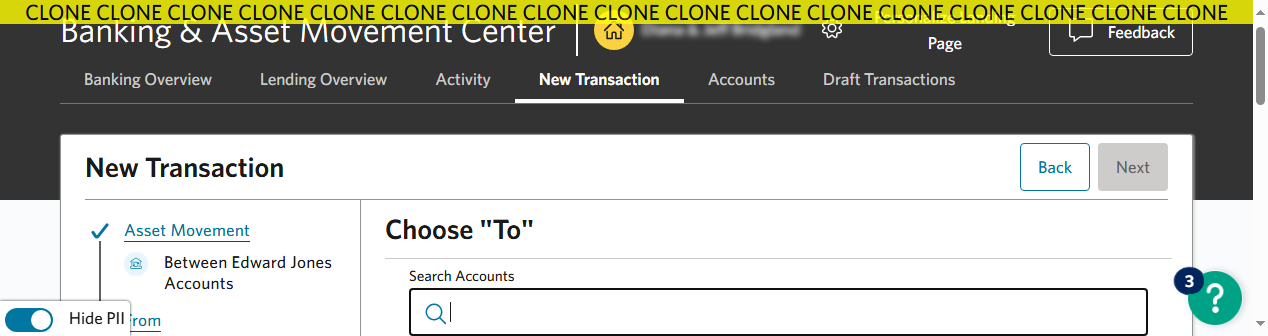 CLONE CLONE CLONE CLONE CLONE CLONE CLONE CLONE CLONE CLONE CLONE CLONE CLONE CLONE CLONE CLONE CLONE
Banking & Asset Movement Center
Page
Feedback
Banking Overview
Lending Overview
Activity
New Transaction
Accounts
Draft Transactions
New Transaction
Back
Next
Asset Movement
Between Edward Jones
Accounts
Choose "To"
Search Accounts
3
?
Hide PII
From